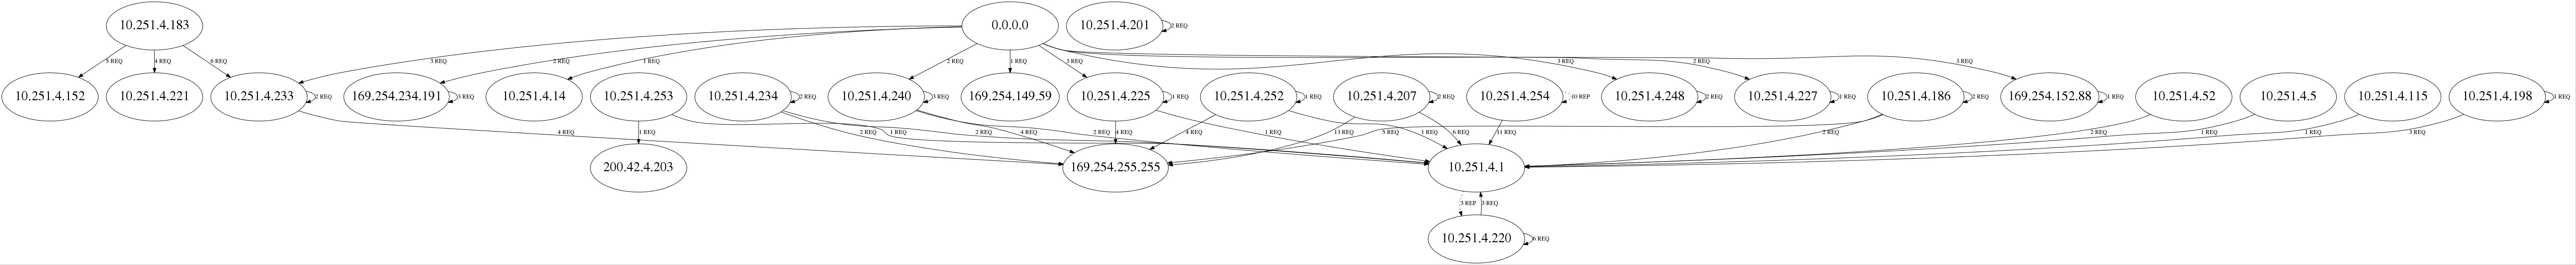 10.251.4.183
0.0.0.0
10.251.4.201
2 REQ
5 REQ
4 REQ
6 REQ
3 REQ
2 REQ
1 REQ
2 REQ
1 REQ
3 REQ
3 REQ
2 REQ
3 REQ
10.251.4.152
10.251.4.221
10.251.4.233
2 REQ
169.254.234.191
3 REQ
10.251.4.14
10.251.4.253
10.251.4.234
2 REQ
10.251.4.240
3 REQ
169.254.149.59
10.251.4.225
1 REQ
10.251.4.252
1 REQ
10.251.4.207
2 REQ
10.251.4.254
10 REP
10.251.4.248
2 REQ
10.251.4.227
1 REQ
10.251.4.186
2 REQ
169.254.152.88
1 REQ
10.251.4.52
10.251.4.5
10.251.4.115
10.251.4.198
1 REQ
4 REQ
1 REQ
2 REQ
1 REQ
2 REQ
4 REQ
2 REQ
4 REQ
4 REQ
1 REQ
13 REQ
5 REQ
1 REQ
6 REQ
11 REQ
2 REQ
2 REQ
1 REQ
1 REQ
3 REQ
200.42.4.203
169.254.255.255
10.251.4.1
3 REP
3 REQ
10.251.4.220
6 REQ